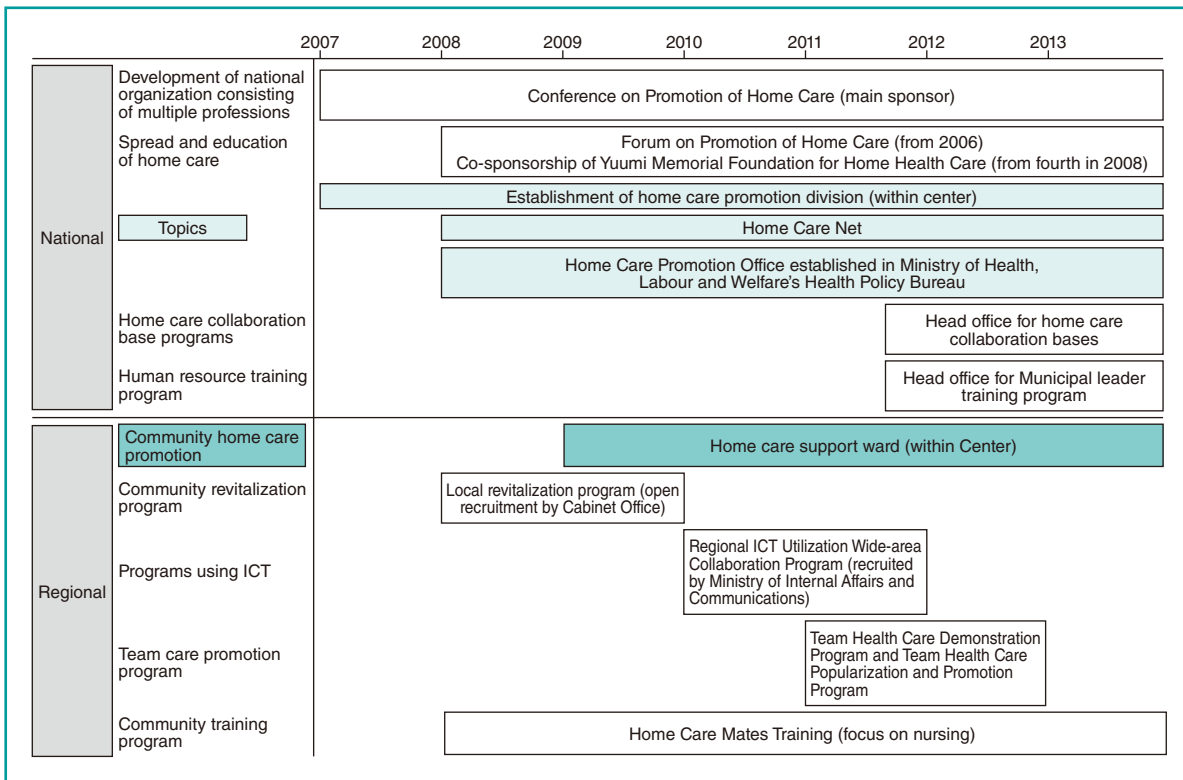 2007 2008 2009 2010 2011 2012 2013
National
Development of national
organization consisting
of multiple professions
Conference on Promotion of Home Care (main sponsor)
Spread and education
of home care
Forum on Promotion of Home Care (from 2006)
Co-sponsorship of Yuumi Memorial Foundation for Home Health Care (from fourth in 2008)
Establishment of home care promotion division (within center)
Topics
Home Care Net
Home Care Promotion Office established in Ministry of Health,
Labour and Welfare's Health Policy Bureau
Home care collaboration
base programs
Head office for home care
collaboration bases
Human resource training
program
Head office for Municipal leader
training program
Regional
Community home care
promotion
Home care support ward (within Center)
Community revitalization
program
Local revitalization program (open
recruitment by Cabinet Office)
Programs using ICT
Regional ICT Utilization Wide-area
Collaboration Program (recruited
by Ministry of Internal Affairs and
Communications)
Team care promotion
program
Team Health Care Demonstration
Program and Team Health Care
Popularization and Promotion
Program
Community training
program
Home Care Mates Training (focus on nursing)